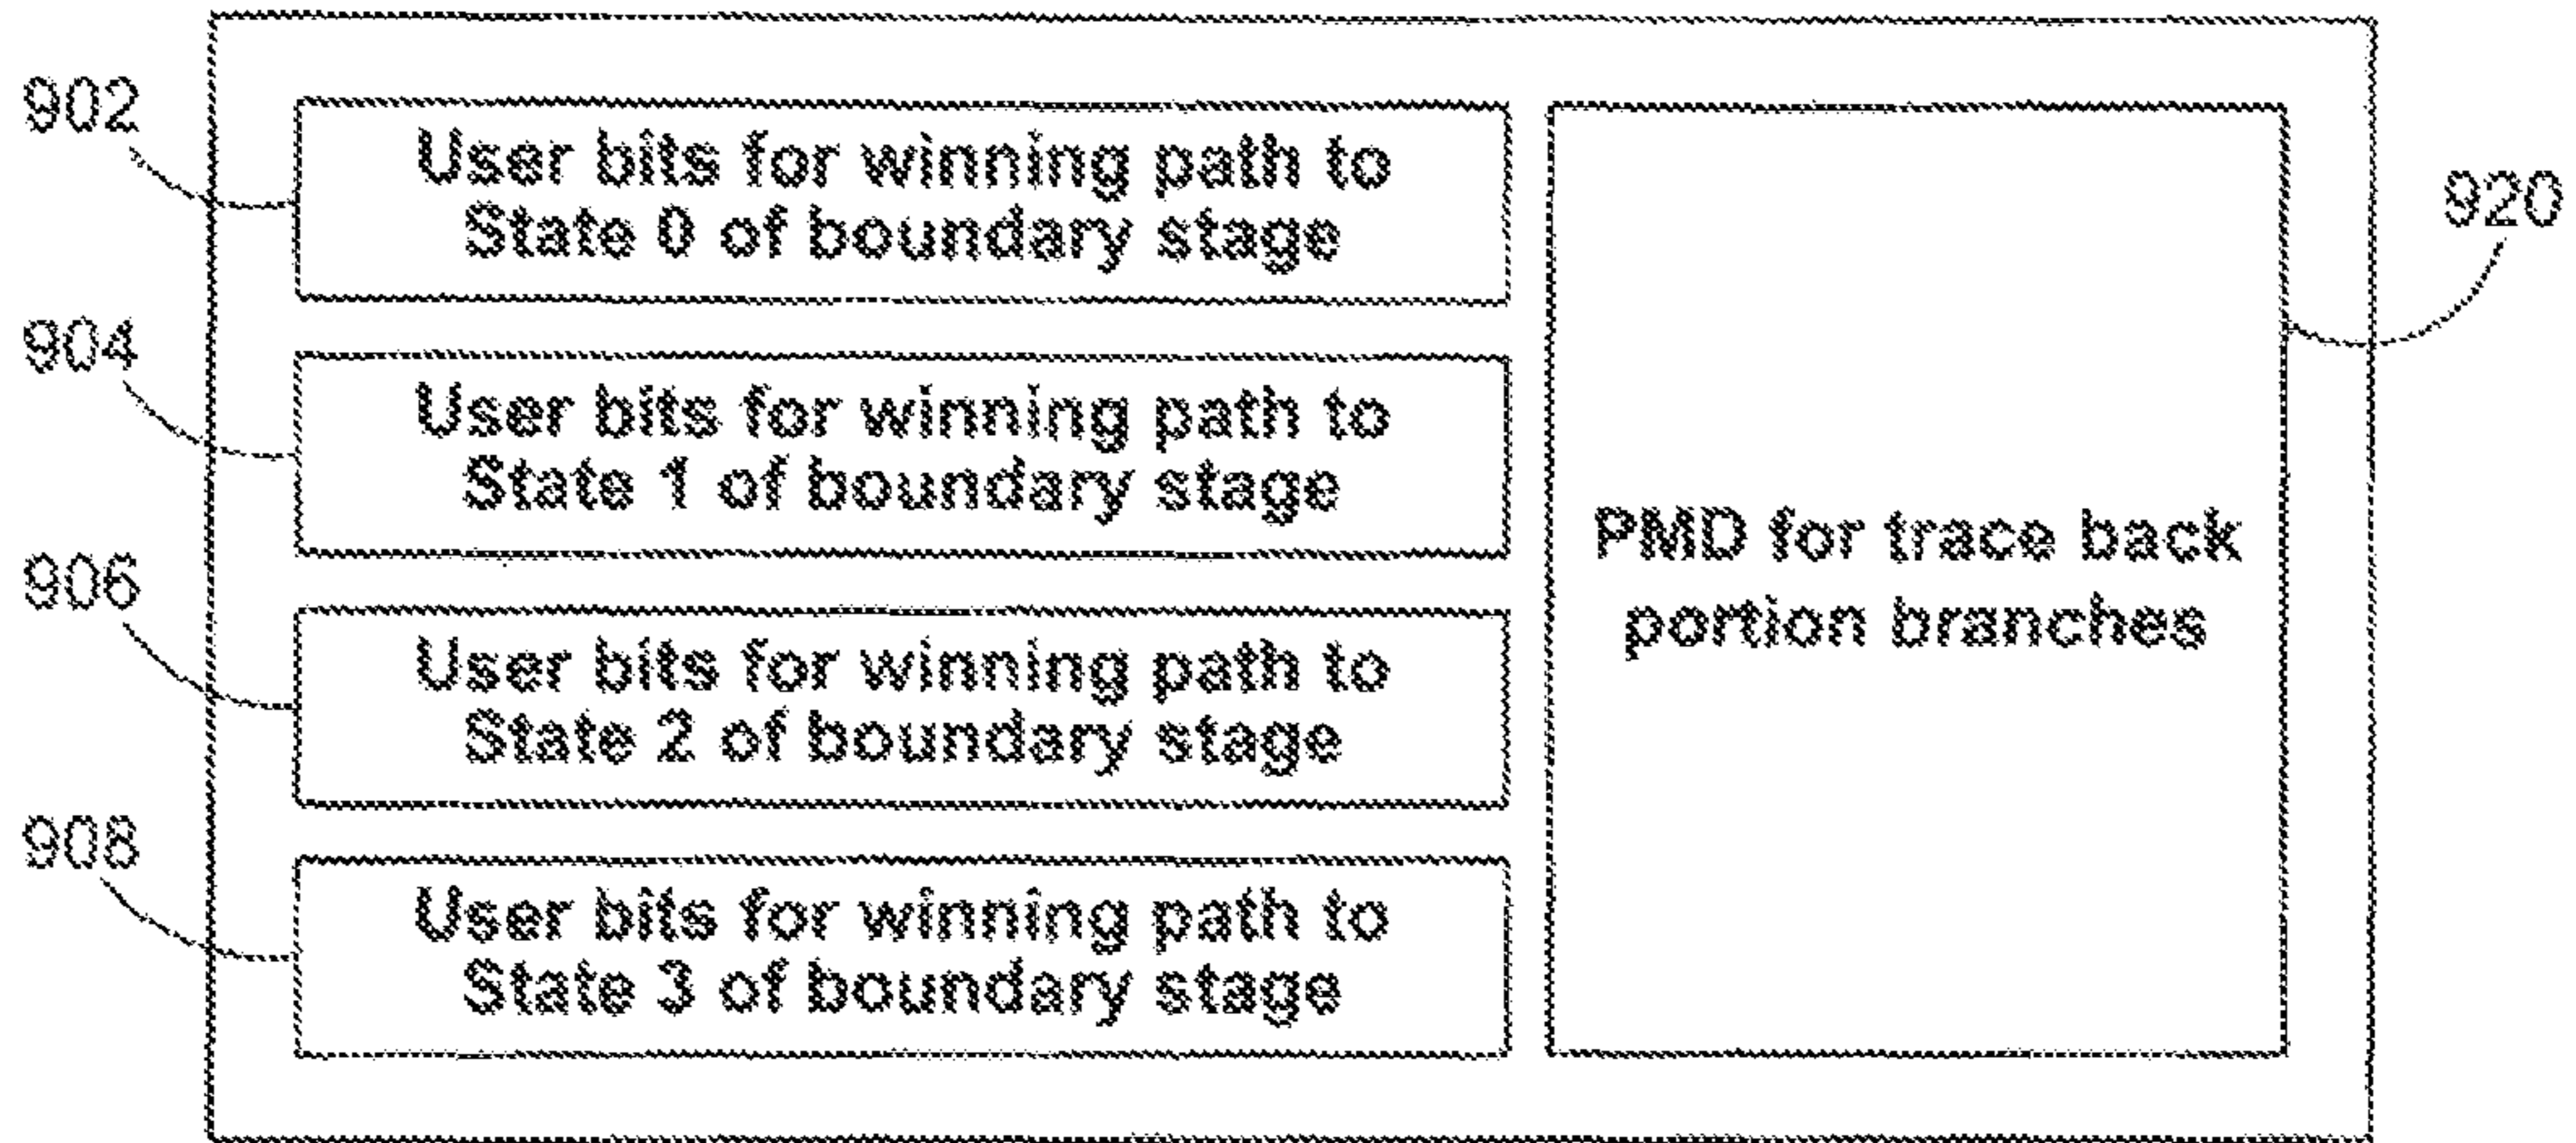 902
User bits for winning path to
State 0 of boundary stage
904
User bits for winning path to
State 1 of boundary stage
906
User bits for winning path to
State 2 of boundary stage
908
User bits for winning path to
State 3 of boundary stage
920
PMD for trace back
portion branches